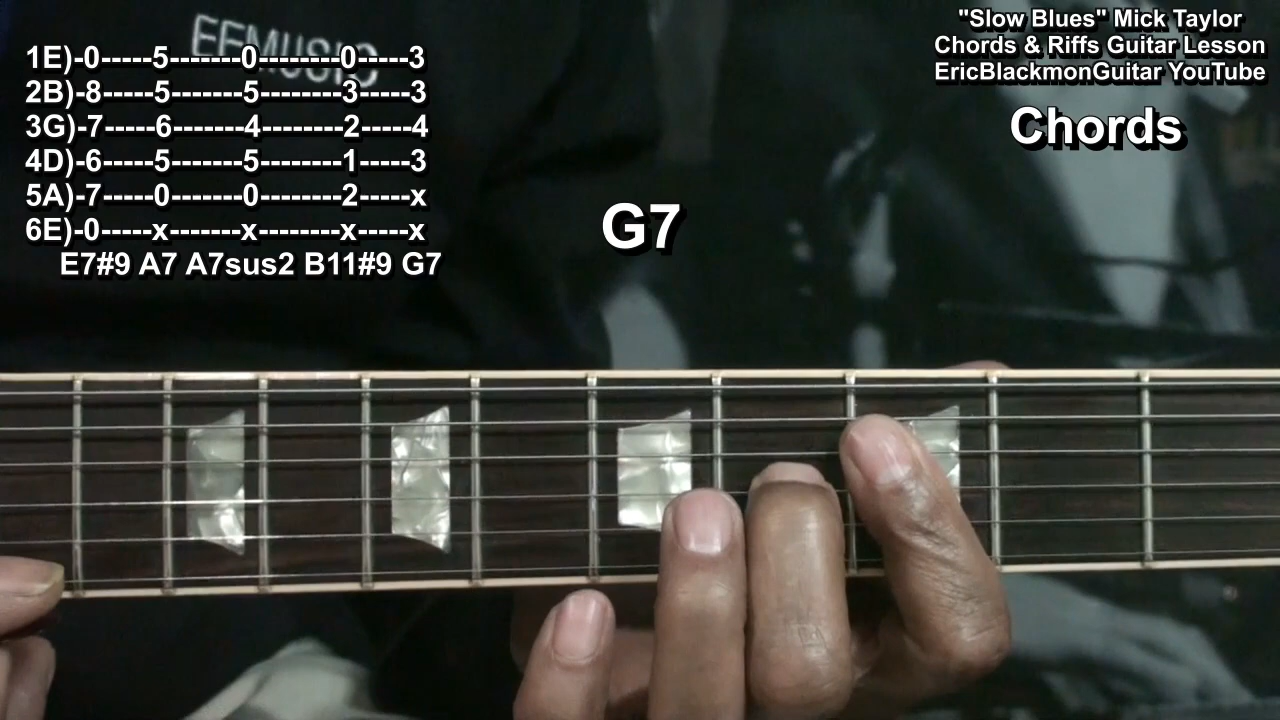 EEMUSIC
"Slow Blues" Mick Taylor
Chords & Riffs Guitar Lesson
EricBlackmonGuitar YouTube
Chords
1E)-0-----5-------0--------0-----3
2B)-8-----5-------5--------3-----3
3G)-7-----6-------4--------2-----4
4D)-6-----5-------5--------1-----3
5A)-7-----0-------0--------2-----x
6E)-0-----x-------x--------x-----x
E7#9 A7 A7sus2 B11#9 G7
G7